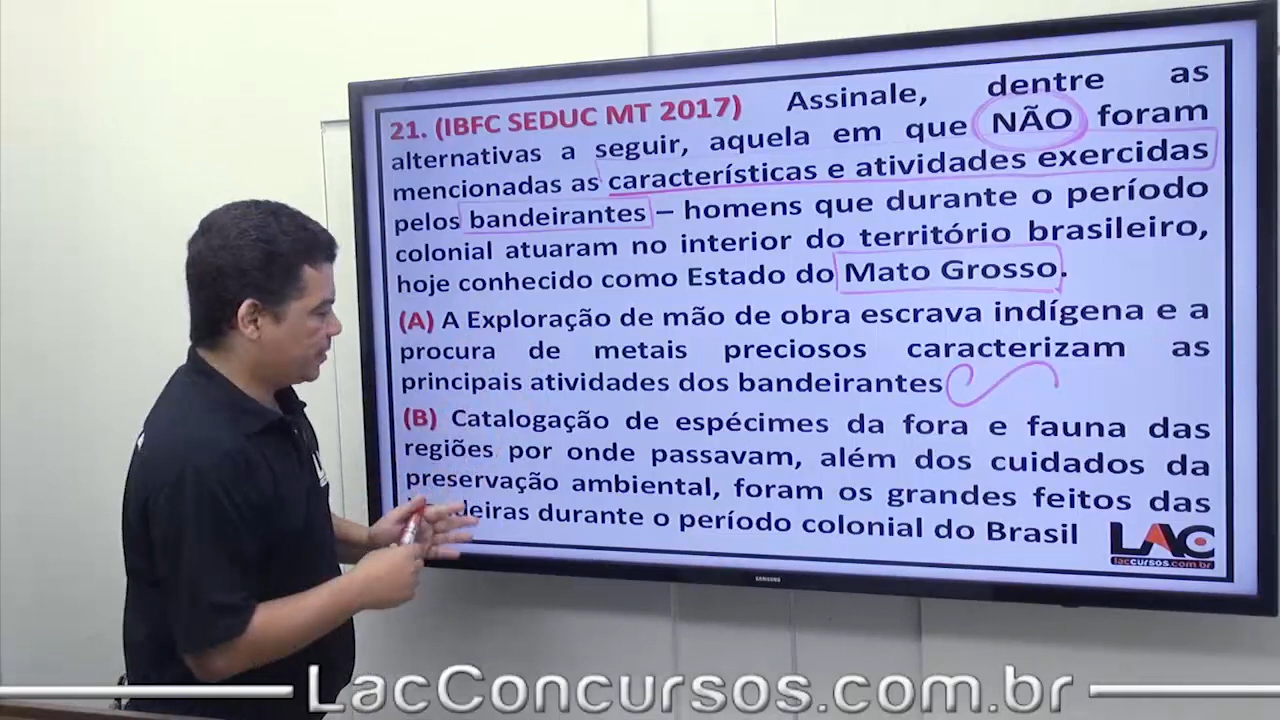 21. (IBFC SEDUC MT 2017) Assinale, dentre as
alternativas a seguir, aquela em que NÃO foram
mencionadas as características e atividades exercidas
pelos bandeirantes – homens que durante o período
colonial atuaram no interior do território brasileiro,
hoje conhecido como Estado do Mato Grosso.
(A) A Exploração de mão de obra escrava indígena e a
procura de metais preciosos caracterizam as
principais atividades dos bandeirantes
(B) Catalogação de espécimes da fora e fauna das
regiões por onde passavam, além dos cuidados da
preservação ambiental, foram os grandes feitos das
deiras durante o período colonial do Brasil
LAC
laccursos.com.br
SAMSUNG
LacConcursos.com.br